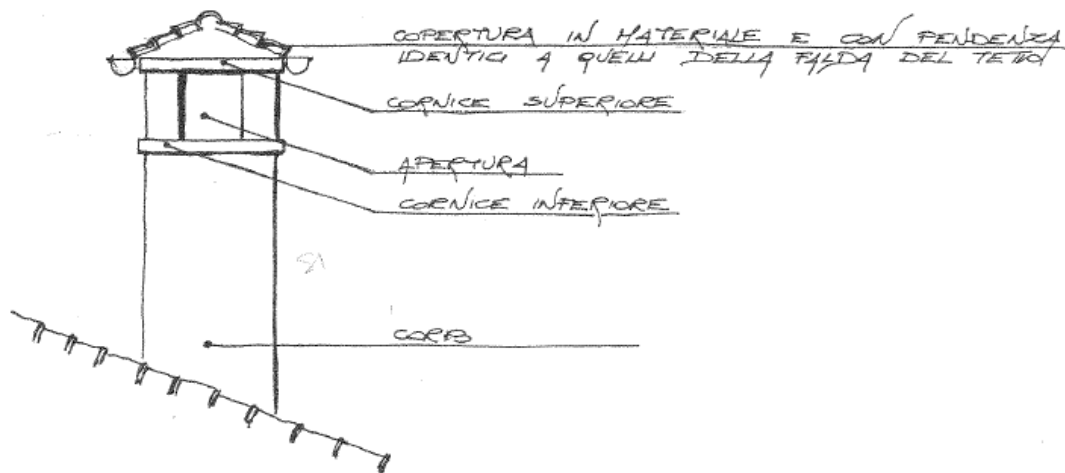 COPERTURA IN MATERIALE E CON PENDENZA
IDENTICI A QUELLI DELLA FALDA DEL TETTO
CORNICE SUPERIORE
APERTURA
CORNICE INFERIORE
CORPO